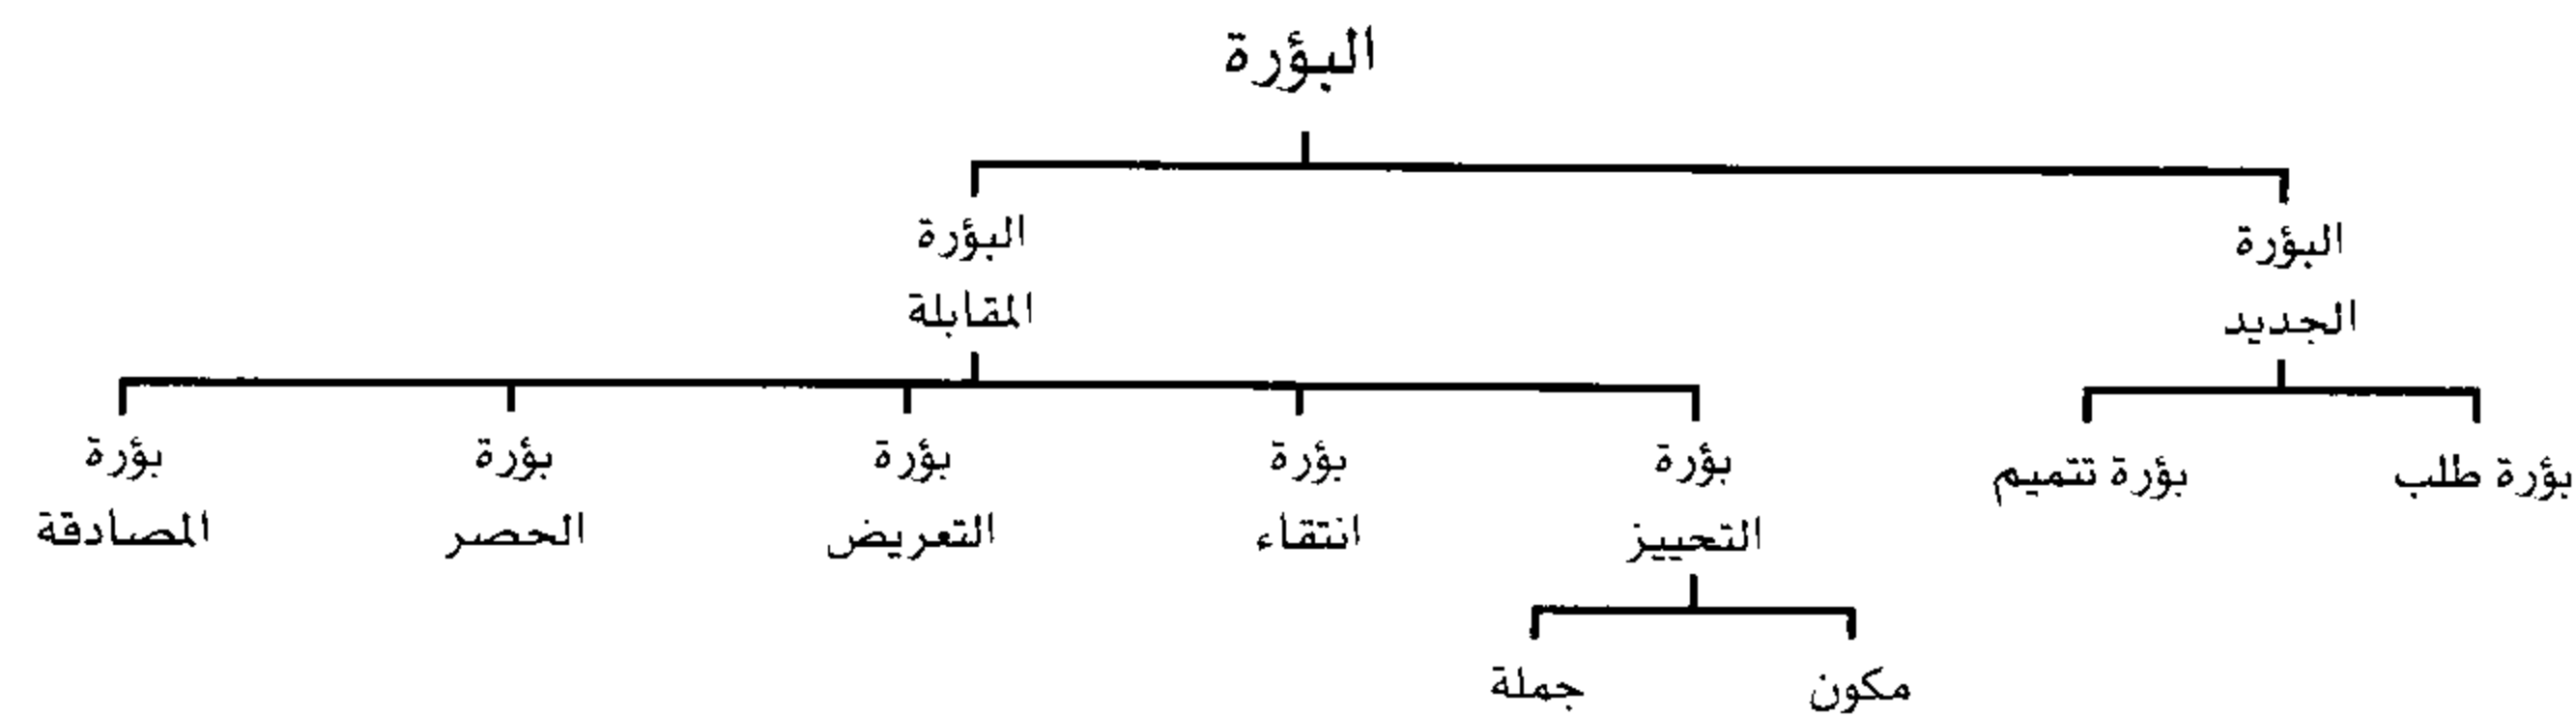 البؤرة
البؤرة
الجديد
البؤرة
المقابلة
بؤرة طلب
بؤرة تتميم
بؤرة
التحييز
بؤرة
انتقاء
بؤرة
التعريض
بؤرة
الحصر
بؤرة
المصادقة
مكون
جملة